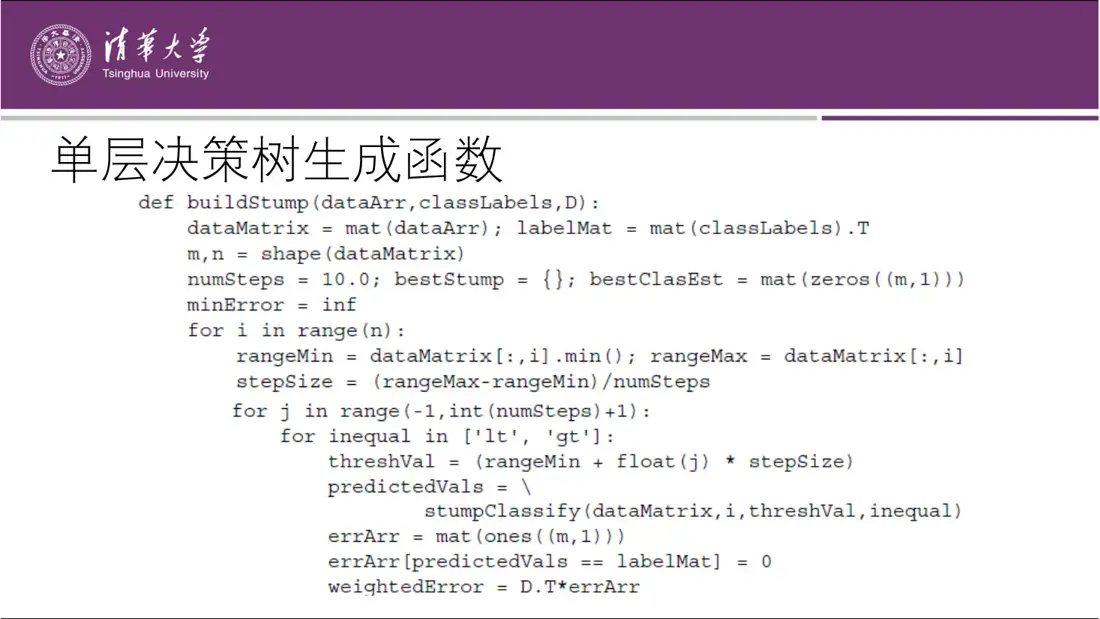 清华大学
Tsinghua University
单层决策树生成函数
def buildStump(dataArr,classLabels,D):
    dataMatrix = mat(dataArr); labelMat = mat(classLabels).T
    m,n = shape(dataMatrix)
    numSteps = 10.0; bestStump = {}; bestClasEst = mat(zeros((m,1)))
    minError = inf
    for i in range(n):
        rangeMin = dataMatrix[:,i].min(); rangeMax = dataMatrix[:,i]
        stepSize = (rangeMax-rangeMin)/numSteps
        for j in range(-1,int(numSteps)+1):
            for inequal in ['lt', 'gt']:
                threshVal = (rangeMin + float(j) * stepSize)
                predictedVals = \
                        stumpClassify(dataMatrix,i,threshVal,inequal)
                errArr = mat(ones((m,1)))
                errArr[predictedVals == labelMat] = 0
                weightedError = D.T*errArr